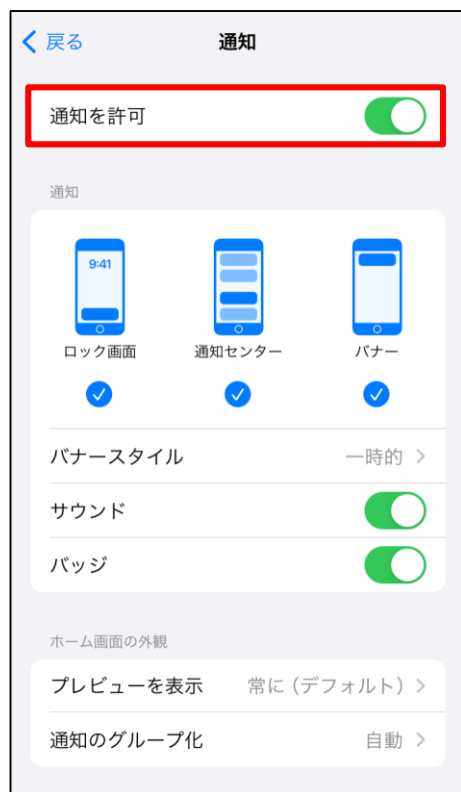 戻る 通知
通知を許可
通知
9:41
ロック画面 通知センター バナー
バナースタイル 一時的
サウンド
バッジ
ホーム画面の外観
プレビューを表示 常に（デフォルト）
通知のグループ化 自動